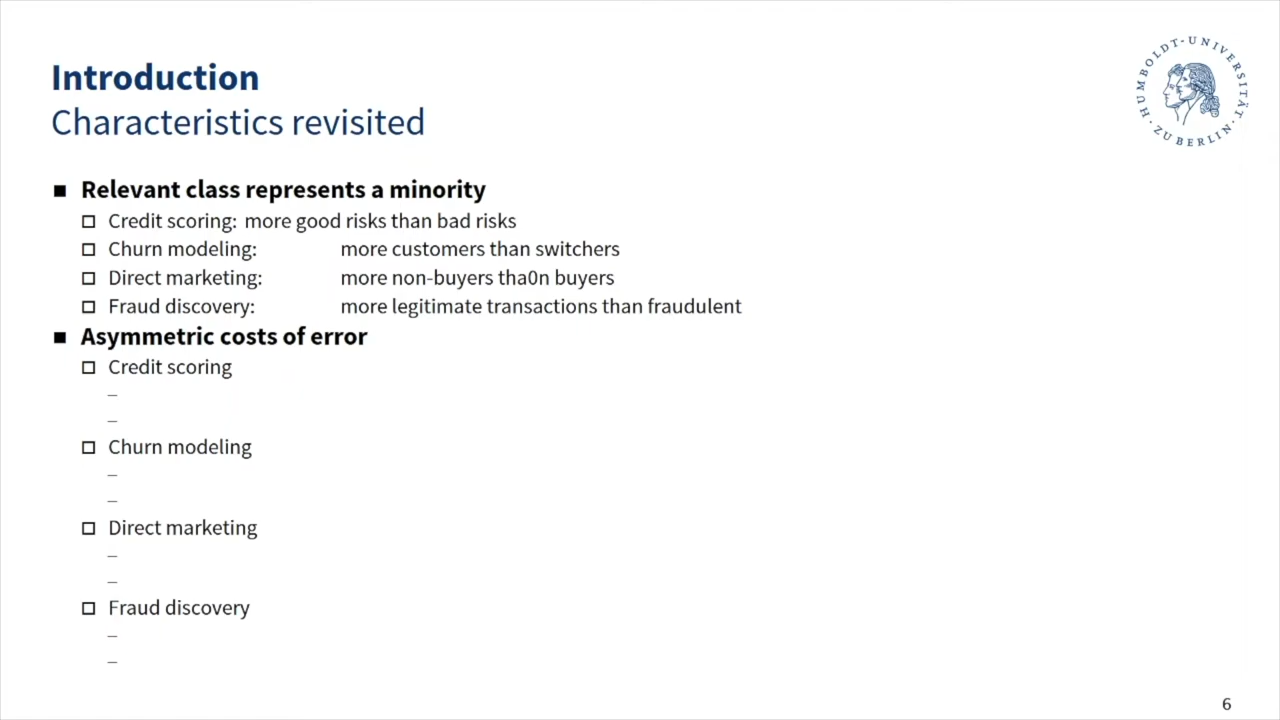 Introduction
Characteristics revisited
HUMBOLDT-UNIVERSITÄT · ZU BERLIN ·
■ Relevant class represents a minority
□ Credit scoring: more good risks than bad risks
□ Churn modeling: more customers than switchers
□ Direct marketing: more non-buyers tha0n buyers
□ Fraud discovery: more legitimate transactions than fraudulent
■ Asymmetric costs of error
□ Credit scoring
–
–
□ Churn modeling
–
–
□ Direct marketing
–
–
□ Fraud discovery
–
–
6